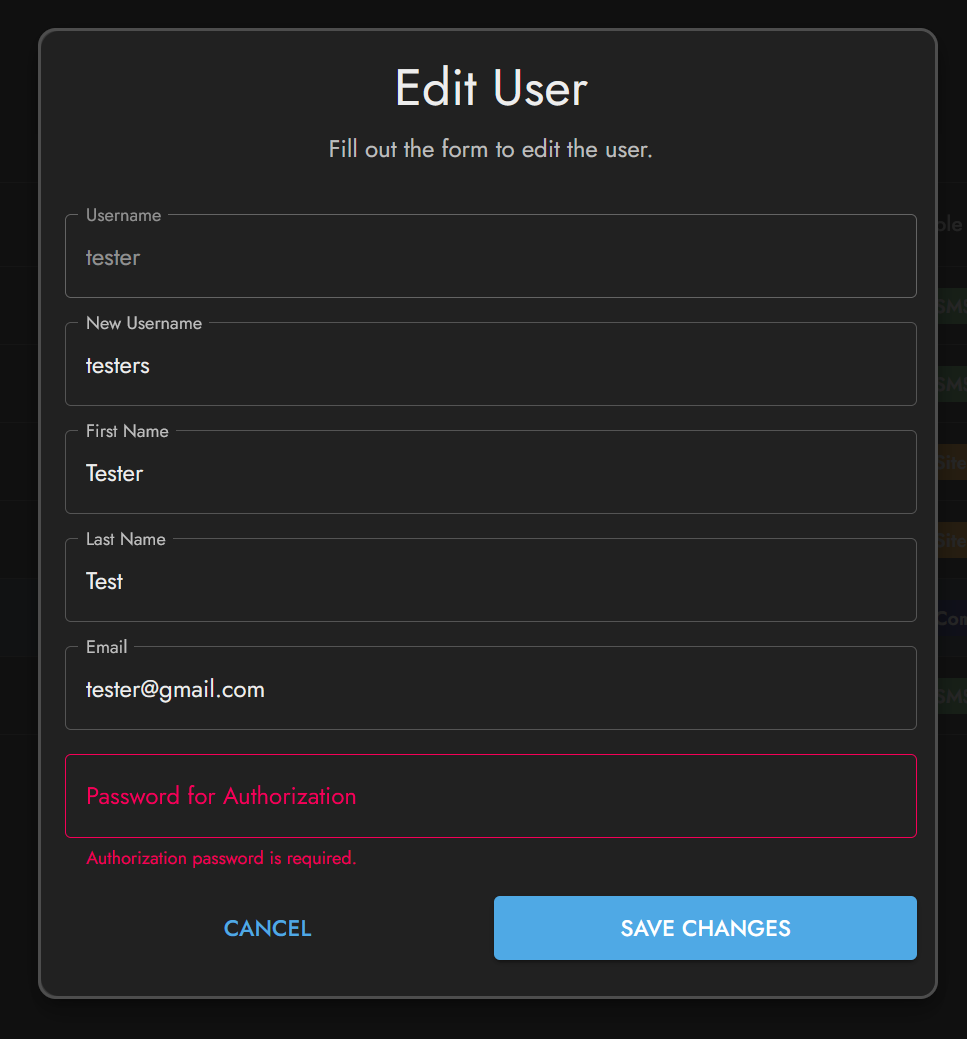 Edit User
Fill out the form to edit the user.
Username
tester
New Username
testers
First Name
Tester
Last Name
Test
Email
tester@gmail.com
Password for Authorization
Authorization password is required.
CANCEL
SAVE CHANGES